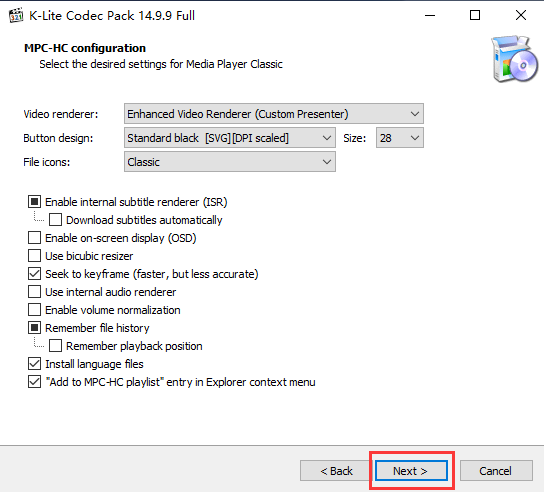 K-Lite Codec Pack 14.9.9 Full
MPC-HC configuration
Select the desired settings for Media Player Classic
Video renderer: Enhanced Video Renderer (Custom Presenter)
Button design: Standard black [SVG][DPI scaled] Size: 28
File icons: Classic
Enable internal subtitle renderer (ISR)
Download subtitles automatically
Enable on-screen display (OSD)
Use bicubic resizer
Seek to keyframe (faster, but less accurate)
Use internal audio renderer
Enable volume normalization
Remember file history
Remember playback position
Install language files
"Add to MPC-HC playlist" entry in Explorer context menu
< Back Next > Cancel